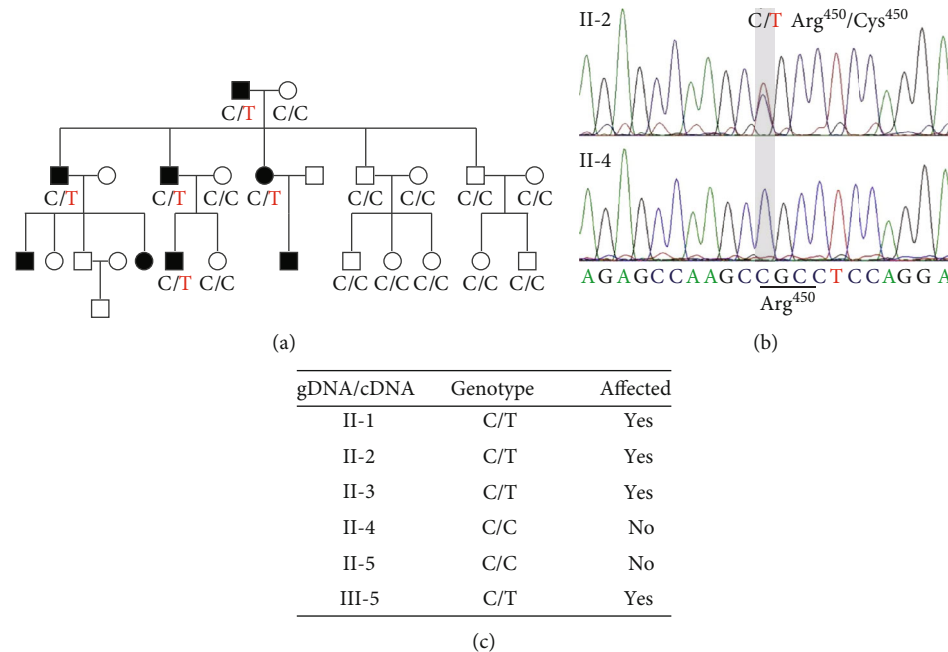 C/T C/C
C/T C/T C/C C/T C/C C/C C/C C/C
C/T C/C C/C C/C C/C C/C C/C
(a)
II-2 C/T Arg450/Cys450
II-4
AGAGCCAAGCCGCCTCCAGGA
Arg450
(b)
gDNA/cDNA Genotype Affected
II-1 C/T Yes
II-2 C/T Yes
II-3 C/T Yes
II-4 C/C No
II-5 C/C No
III-5 C/T Yes
(c)